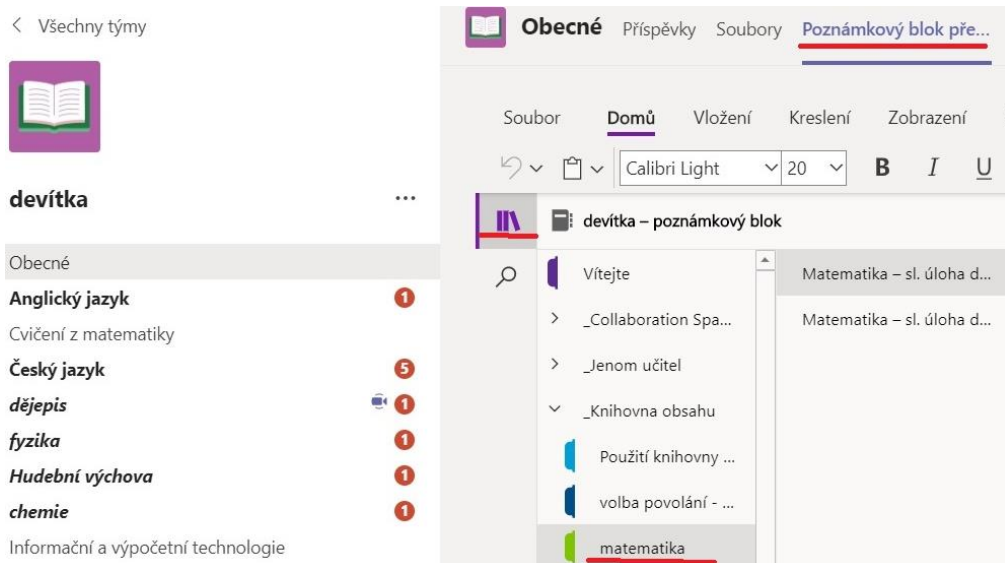 Všechny týmy
devítka
Obecné
Anglický jazyk 1
Cvičení z matematiky
Český jazyk 5
dějepis 1
fyzika 1
Hudební výchova 1
chemie 1
Informační a výpočetní technologie
Obecné Příspěvky Soubory Poznámkový blok pře...
Soubor Domů Vložení Kreslení Zobrazení
Calibri Light 20 B I U
devítka – poznámkový blok
Vítejte
_Collaboration Spa...
_Jenom učitel
_Knihovna obsahu
Použití knihovny ...
volba povolání - ...
matematika
Matematika – sl. úloha d...
Matematika – sl. úloha d...